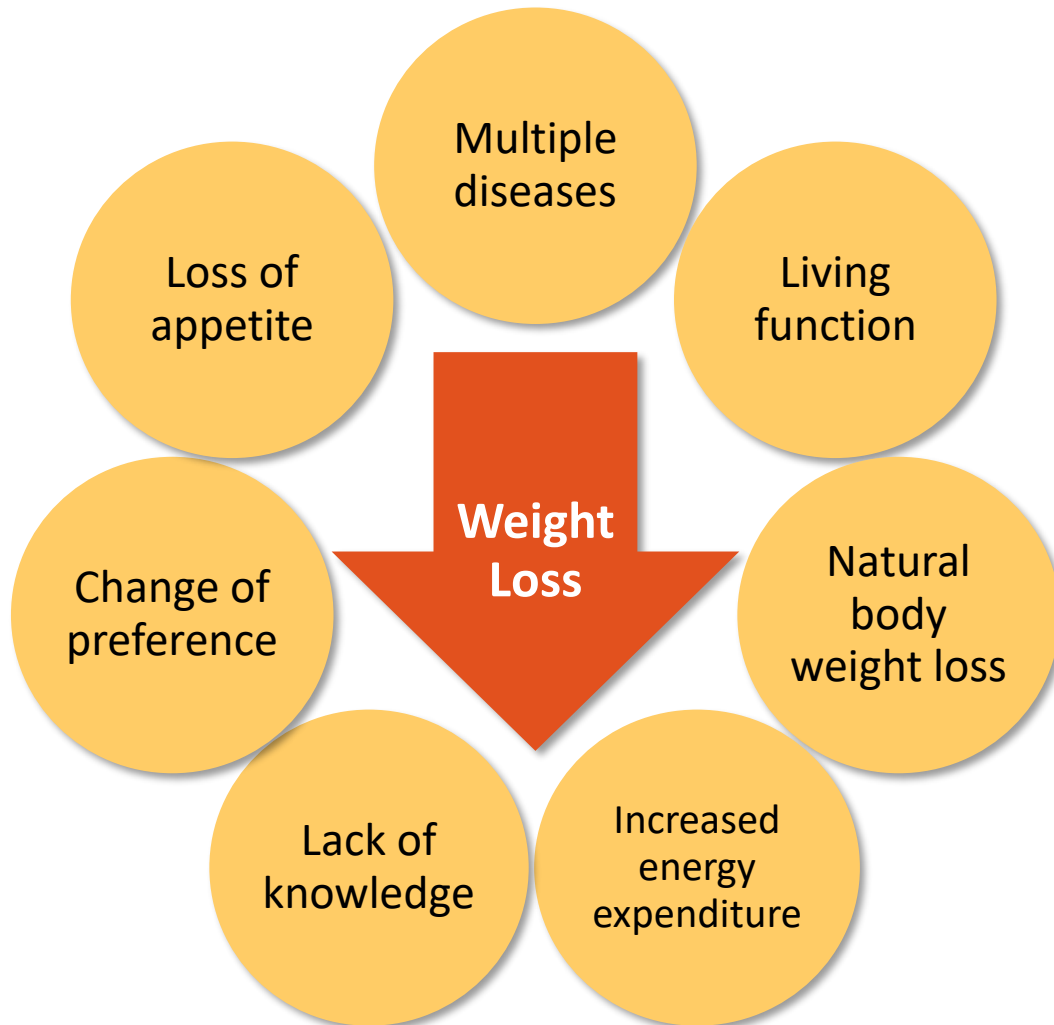 Multiple
diseases
Living
function
Natural
body
weight loss
Increased
energy
expenditure
Lack of
knowledge
Change of
preference
Loss of
appetite
Weight
Loss